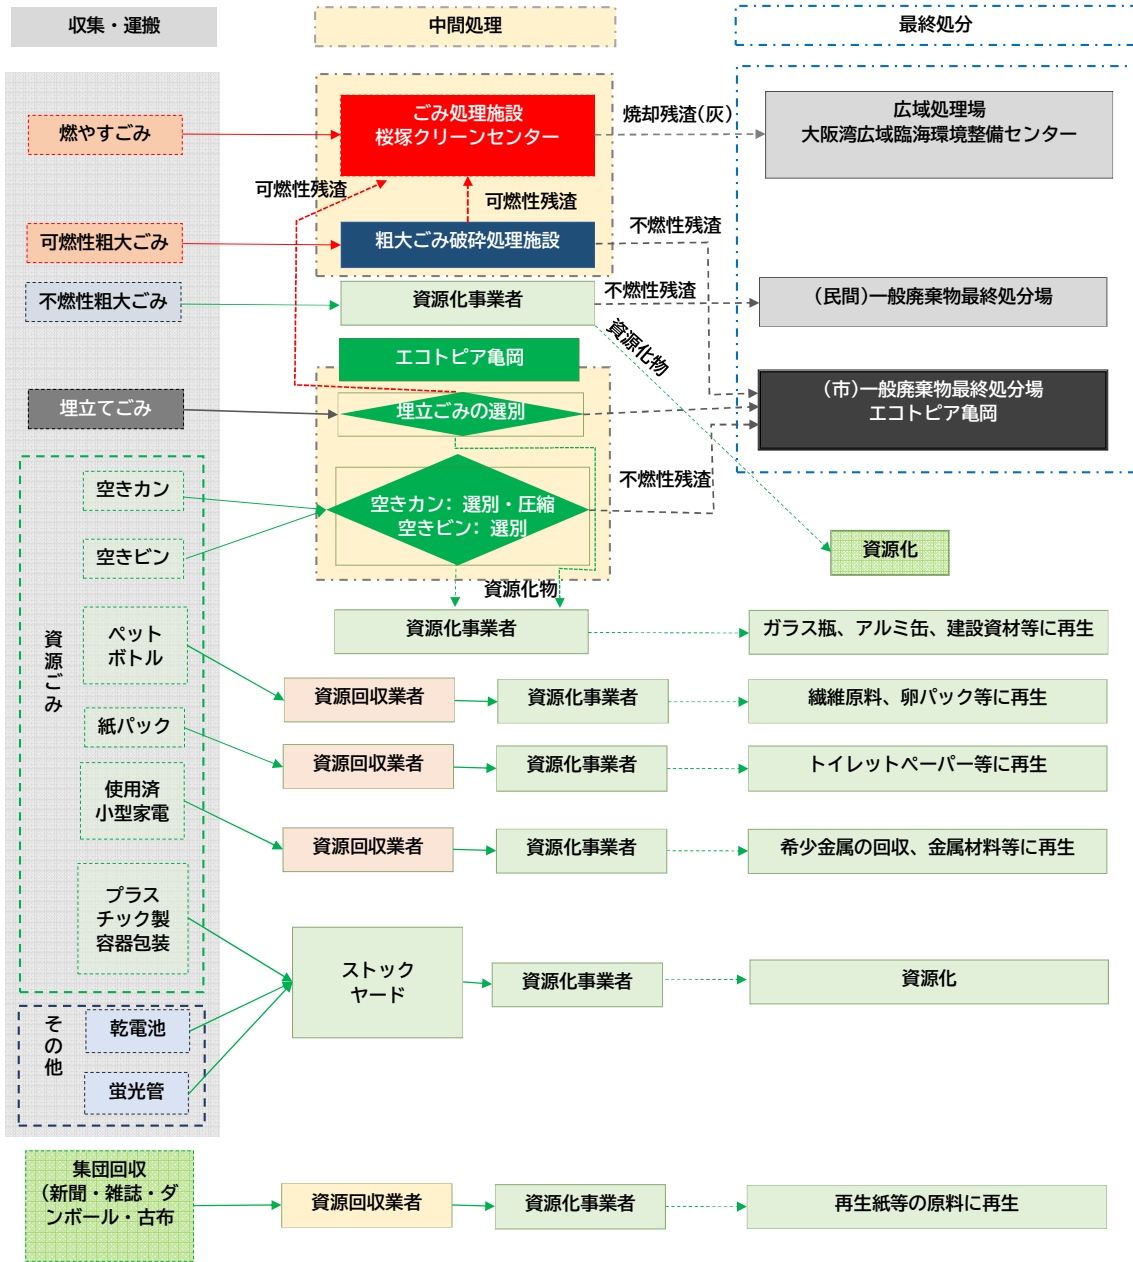 収集・運搬
中間処理
最終処分
燃やすごみ
ごみ処理施設
桜塚クリーンセンター
焼却残渣(灰)
広域処理場
大阪湾広域臨海環境整備センター
可燃性残渣
可燃性残渣
可燃性粗大ごみ
粗大ごみ破砕処理施設
不燃性残渣
不燃性粗大ごみ
資源化事業者
不燃性残渣
(民間)一般廃棄物最終処分場
資源化物
エコトピア亀岡
埋立てごみ
埋立ごみの選別
(市)一般廃棄物最終処分場
エコトピア亀岡
資源ごみ
空きカン
空きビン
空きカン：選別・圧縮
空きビン：選別
不燃性残渣
資源化
資源化物
資源化事業者
ガラス瓶、アルミ缶、建設資材等に再生
ペット
ボトル
資源回収業者
資源化事業者
繊維原料、卵パック等に再生
紙パック
資源回収業者
資源化事業者
トイレットペーパー等に再生
使用済
小型家電
資源回収業者
資源化事業者
希少金属の回収、金属材料等に再生
プラス
チック製
容器包装
ストック
ヤード
資源化事業者
資源化
その他
乾電池
蛍光管
集団回収
(新聞・雑誌・ダ
ンボール・古布
資源回収業者
資源化事業者
再生紙等の原料に再生